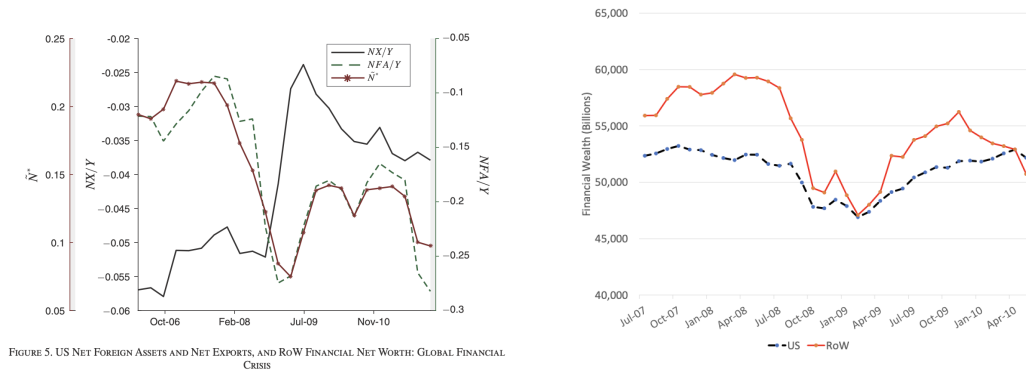 0.25
0.2
0.15
0.1
0.05
Ñ*
-0.02
-0.025
-0.03
-0.035
-0.04
-0.045
-0.05
-0.055
-0.06
NX/Y
NX/Y
NFA/Y
Ñ*
Oct-06 Feb-08 Jul-09 Nov-10
-0.05
-0.1
-0.15
-0.2
-0.25
-0.3
NFA/Y
FIGURE 5. US NET FOREIGN ASSETS AND NET EXPORTS, AND ROW FINANCIAL NET WORTH: GLOBAL FINANCIAL
CRISIS
65,000
60,000
55,000
50,000
45,000
40,000
Financial Wealth (Billions)
Jul-07 Oct-07 Jan-08 Apr-08 Jul-08 Oct-08 Jan-09 Apr-09 Jul-09 Oct-09 Jan-10 Apr-10
US RoW